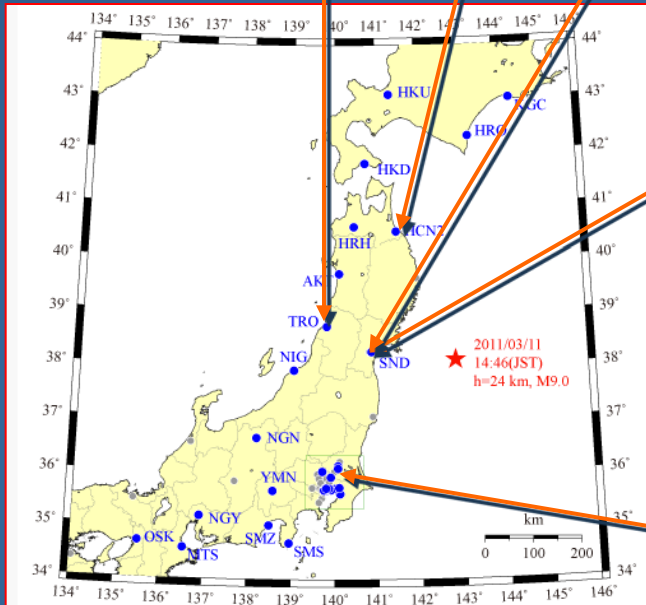 134° 135° 136° 137° 138° 139° 140° 141° 142° 143° 144° 145° 146°
44° 44°
43° 43°
42° 42°
41° 41°
40° 40°
39° 39°
38° 38°
37° 37°
36° 36°
35° 35°
34° 34°
HKU
KGC
HRO
HKD
HCN2
HRH
AKT
TRO
SND
NIG
2011/03/11
14:46(JST)
h=24 km, M9.0
NGN
YMN
NGY
OSK
MTS
SMZ
SMS
km
0 100 200
134° 135° 136° 137° 138° 139° 140° 141° 142° 143° 144° 145° 146°